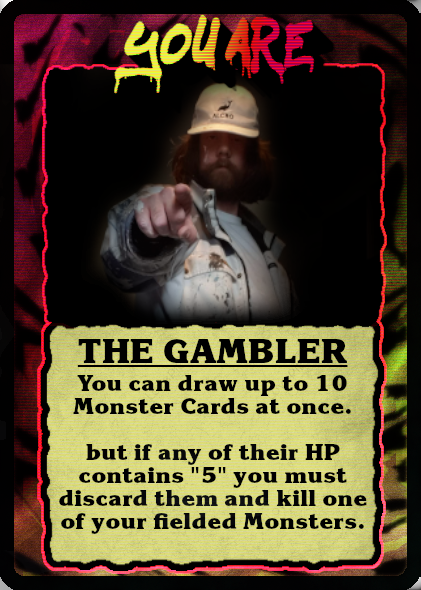 YOU ARE
THE GAMBLER
You can draw up to 10
Monster Cards at once.
but if any of their HP
contains "5" you must
discard them and kill one
of your fielded Monsters.